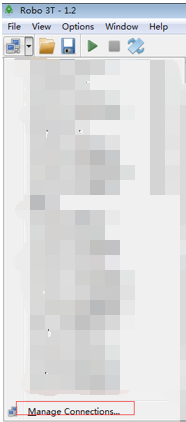 Robo 3T - 1.2
File View Options Window Help
Manage Connections...